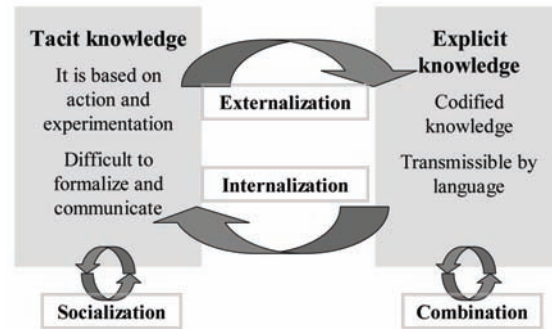 Tacit knowledge
It is based on
action and
experimentation
Difficult to
formalize and
communicate
Externalization
Internalization
Explicit
knowledge
Codified
knowledge
Transmissible by
language
Socialization
Combination